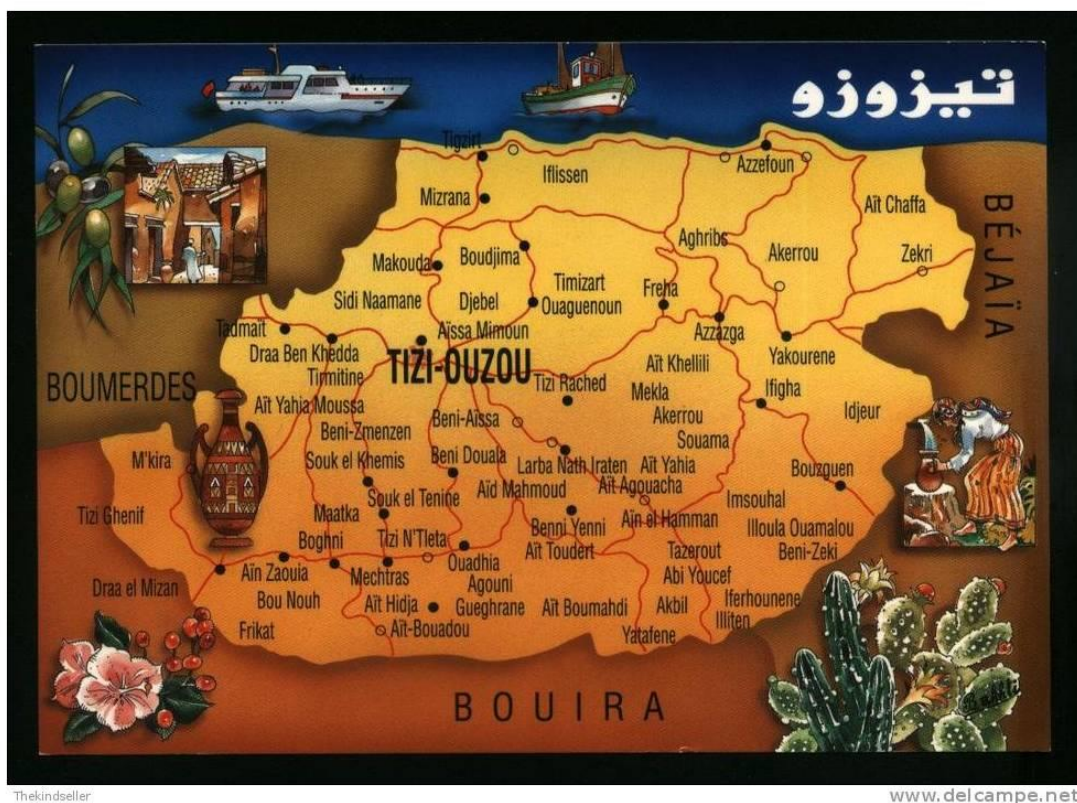 تيزوزو
Tigzirt
Iflissen
Azzefoun
Mizrana
Aït Chaffa
BÉJAÏA
Aghribs
Akerrou
Zekri
Makouda
Boudjima
Timizart
Freha
Sidi Naamane
Djebel
Ouaguenoun
Aïssa Mimoun
Azzazga
Tadmaït
Draa Ben Khedda
TIZI-OUZOU
Yakourene
Tirmitine
Tizi Rached
Aït Khellili
BOUMERDES
Mekla
Ifigha
Aït Yahia Moussa
Beni-Aïssa
Akerrou
Idjeur
Beni-Zmenzen
Souama
M'kira
Souk el Khemis
Beni Douala
Larba Nath Iraten
Aït Yahia
Bouzguen
Aïd Mahmoud
Aït Agouacha
Souk el Tenine
Imsouhal
Tizi Ghenif
Maatka
Benni Yenni
Aïn el Hamman
Illoula Ouamalou
Boghni
Tizi N'Tleta
Aït Toudert
Tazerout
Beni-Zeki
Ouadhia
Aïn Zaouia
Mechtras
Abi Youcef
Draa el Mizan
Agouni
Bou Nouh
Aït Hidja
Gueghrane
Aït Boumahdi
Akbil
Iferhounene
Illiten
Frikat
Aït-Bouadou
Yatafene
BOUIRA
Thekindseller
www.delcampe.net